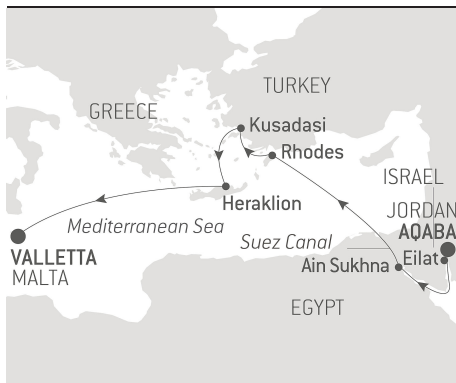 TURKEY
GREECE
Kusadasi
Rhodes
ISRAEL
Heraklion
JORDAN
Mediterranean Sea
AQABA
Suez Canal
VALLETTA
Ain Sukhna
Eilat
MALTA
EGYPT